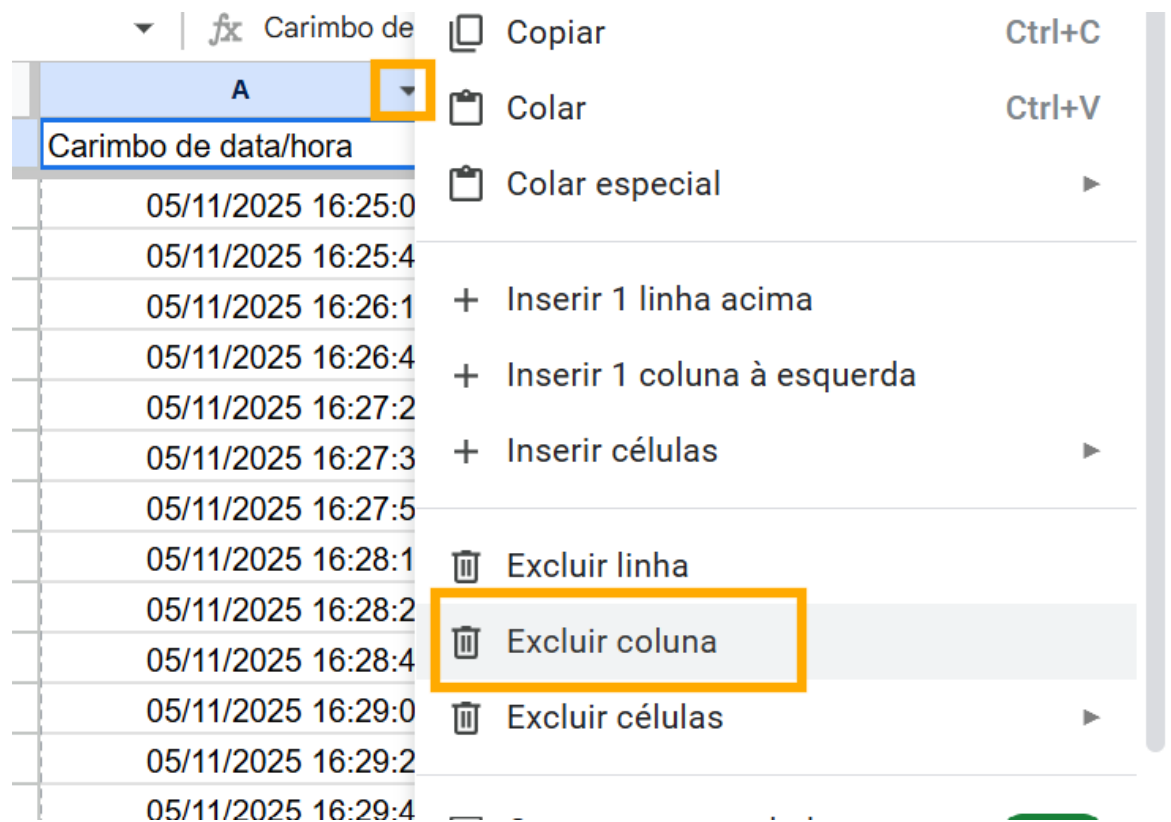 fx Carimbo de
A
Carimbo de data/hora
05/11/2025 16:25:0
05/11/2025 16:25:4
05/11/2025 16:26:1
05/11/2025 16:26:4
05/11/2025 16:27:2
05/11/2025 16:27:3
05/11/2025 16:27:5
05/11/2025 16:28:1
05/11/2025 16:28:2
05/11/2025 16:28:4
05/11/2025 16:29:0
05/11/2025 16:29:2
05/11/2025 16:29:4
Copiar Ctrl+C
Colar Ctrl+V
Colar especial
Inserir 1 linha acima
Inserir 1 coluna à esquerda
Inserir células
Excluir linha
Excluir coluna
Excluir células